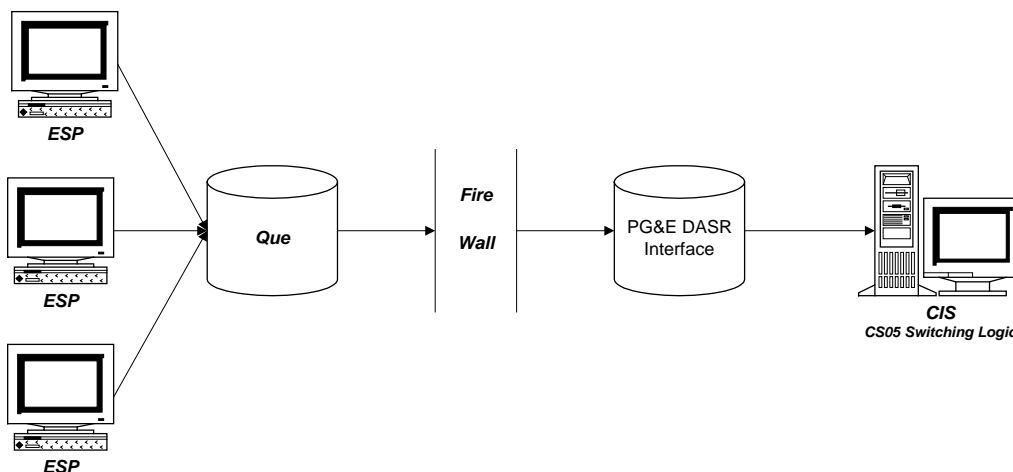 ESP
ESP
ESP
Que
Fire
Wall
PG&E DASR
Interface
CIS
CS05 Switching Logic